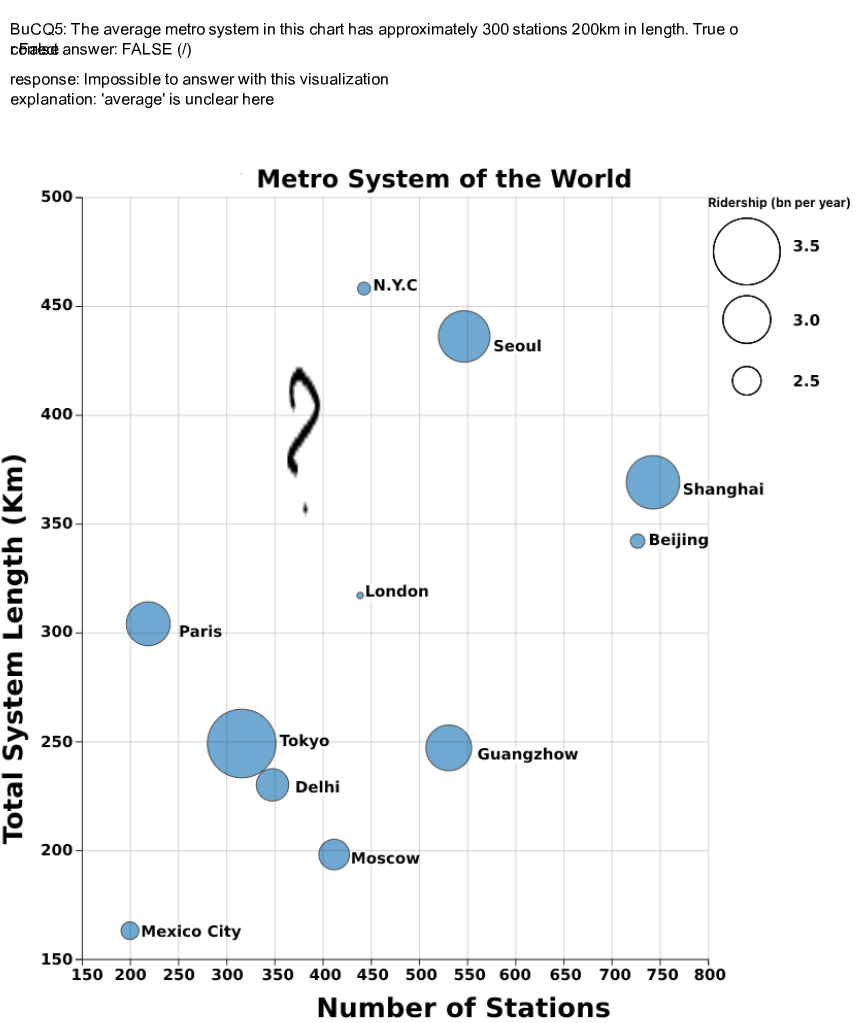 BuCQ5: The average metro system in this chart has approximately 300 stations 200km in length. True o
r False
correct answer: FALSE (/)
response: Impossible to answer with this visualization
explanation: 'average' is unclear here
Metro System of the World
Ridership (bn per year)
3.5
3.0
2.5
Total System Length (Km)
500
450
400
350
300
250
200
150
N.Y.C
Seoul
?
Shanghai
Beijing
London
Paris
Tokyo
Guangzhow
Delhi
Moscow
Mexico City
150 200 250 300 350 400 450 500 550 600 650 700 750 800
Number of Stations